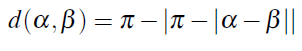 d(α,β) = π − |π − |α − β||